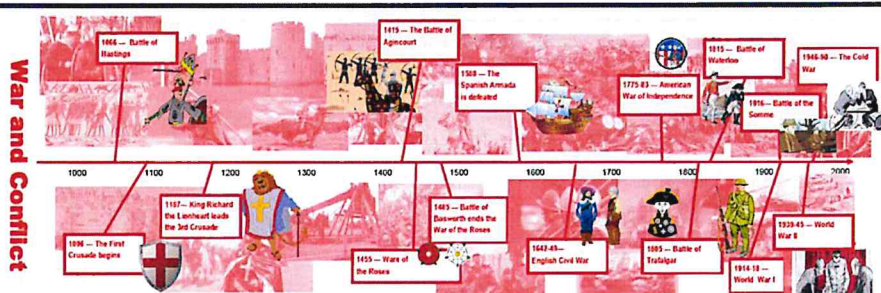 War and Conflict
1066 — Battle of
Hastings
1415 — The Battle of
Agincourt
1588 — The
Spanish Armada
is defeated
1775-83 — American
War of Independence
1815 — Battle of
Waterloo
1916— Battle of the
Somme
1946-90 — The Cold
War
1000
1100
1200
1300
1400
1500
1600
1700
1800
1900
2000
1096 — The First
Crusade begins
1187— King Richard
the Lionheart leads
the 3rd Crusade
1455 — Wars of
the Roses
1485 — Battle of
Bosworth ends the
War of the Roses
1642-49—
English Civil War
1805 — Battle of
Trafalgar
1914-18 —
World War I
1939-45 — World
War II